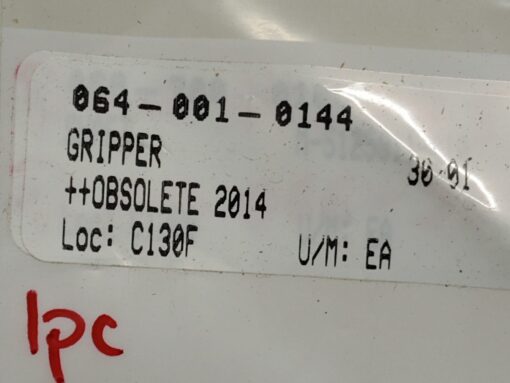 064-001-0144
GRIPPER 30-01
++OBSOLETE 2014
Loc: C130F U/M: EA
1pc